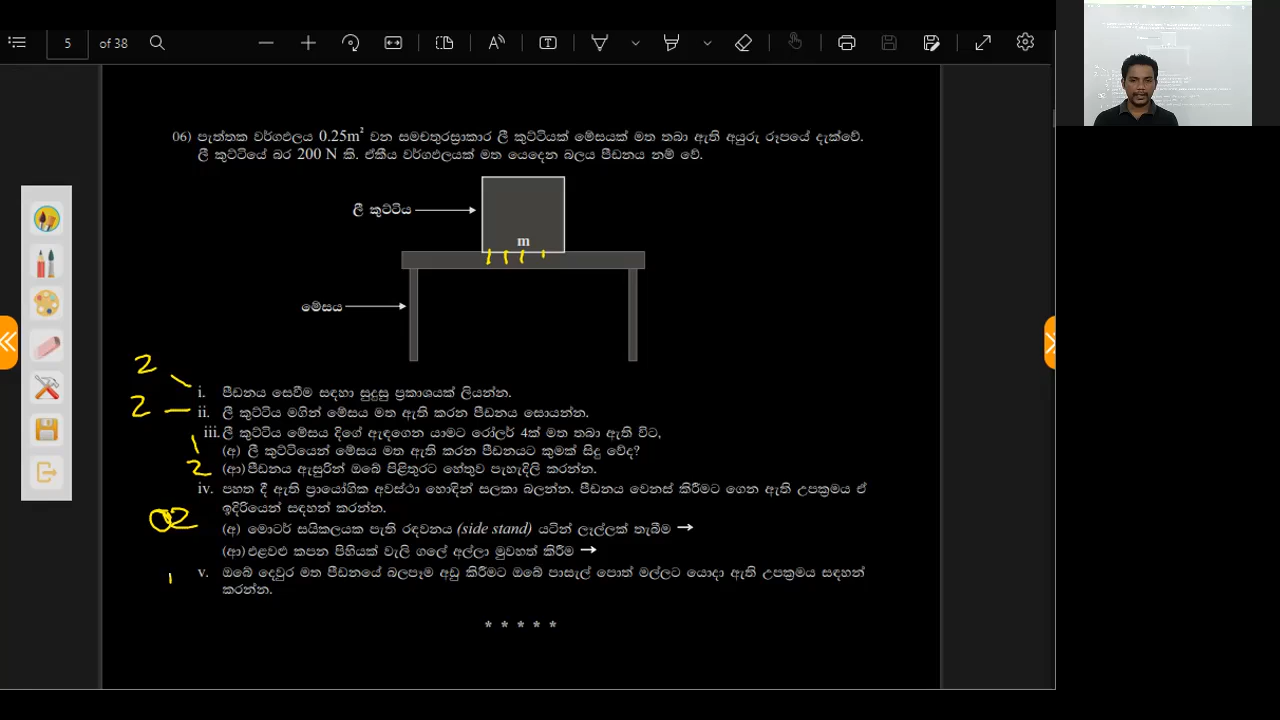 5 of 38
06) පැත්තක වර්ගඵලය 0.25m² වන සමචතුරස්‍රාකාර ලී කුට්ටියක් මේසයක් මත තබා ඇති අයුරු රූපයේ දැක්වේ.
ලී කුට්ටියේ බර 200 N කි. ඒකීය වර්ගඵලයක් මත යෙදෙන බලය පීඩනය නම් වේ.
ලී කුට්ටිය
m
මේසය
2
i. පීඩනය සෙවීම සඳහා සුදුසු ප්‍රකාශයක් ලියන්න.
2 ii. ලී කුට්ටිය මගින් මේසය මත ඇති කරන පීඩනය සොයන්න.
iii. ලී කුට්ටිය මේසය දිගේ ඇඳගෙන යාමට රෝලර් 4ක් මත තබා ඇති විට,
1 (අ) ලී කුට්ටියෙන් මේසය මත ඇති කරන පීඩනයට කුමක් සිදු වේද?
2 (ආ) පීඩනය ඇසුරින් ඔබේ පිළිතුරට හේතුව පැහැදිලි කරන්න.
iv. පහත දී ඇති ප්‍රායෝගික අවස්ථා හොඳින් සලකා බලන්න. පීඩනය වෙනස් කිරීමට ගෙන ඇති උපක්‍රමය ඒ
ඉදිරියෙන් සඳහන් කරන්න.
02 (අ) මොටර් සයිකලයක පැති රඳවනය (side stand) යටින් ලෑල්ලක් තැබීම →
(ආ) එළවළු කපන පිහියක් වැලි ගලේ අල්ලා මුවහත් කිරීම →
v. ඔබේ දෙවුර මත පීඩනයේ බලපෑම අඩු කිරීමට ඔබේ පාසැල් පොත් මල්ලට යොදා ඇති උපක්‍රමය සඳහන්
කරන්න.
* * * * *